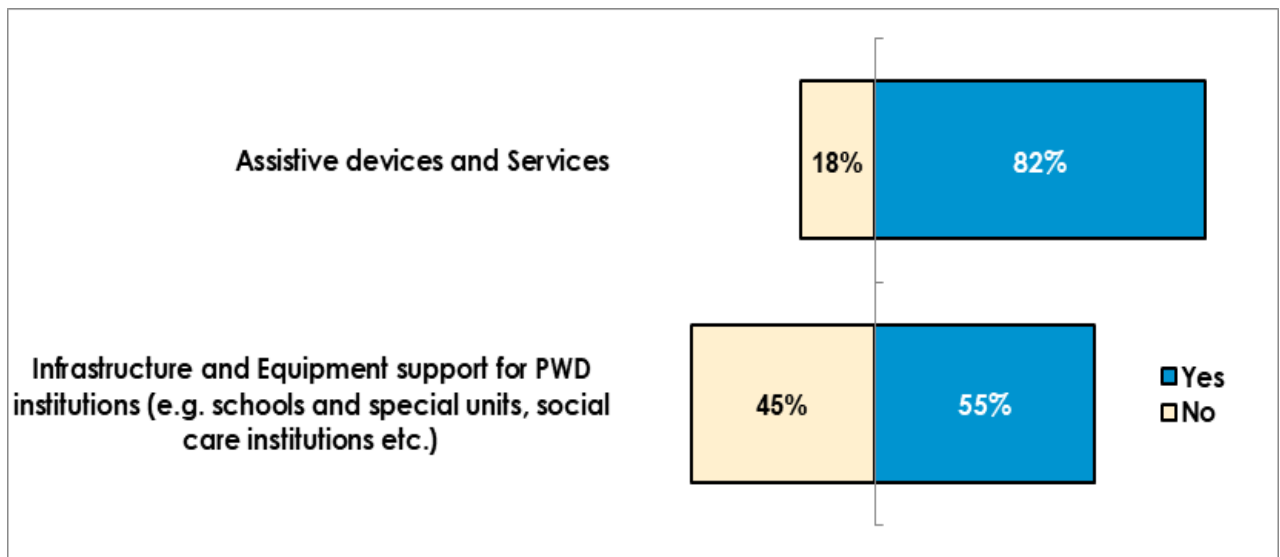 Assistive devices and Services
18%
82%
Infrastructure and Equipment support for PWD
institutions (e.g. schools and special units, social
care institutions etc.)
45%
55%
Yes
No